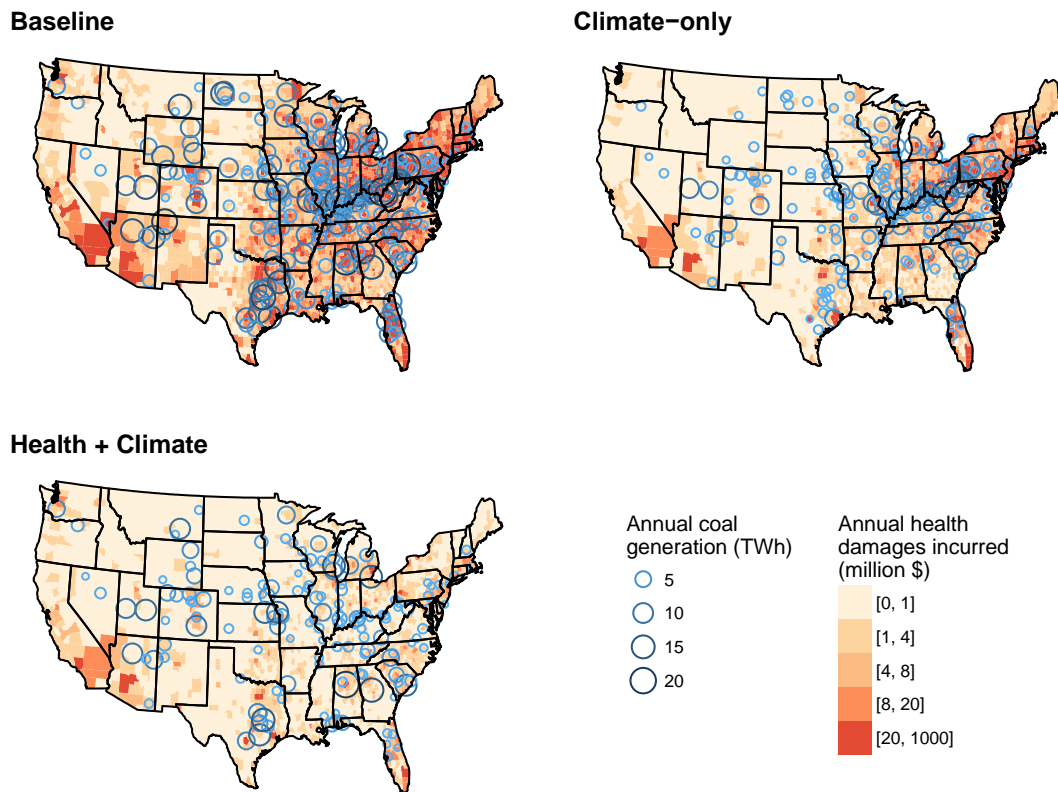 Baseline
Climate−only
Health + Climate
Annual coal
generation (TWh)
5
10
15
20
Annual health
damages incurred
(million $)
[0, 1]
[1, 4]
[4, 8]
[8, 20]
[20, 1000]